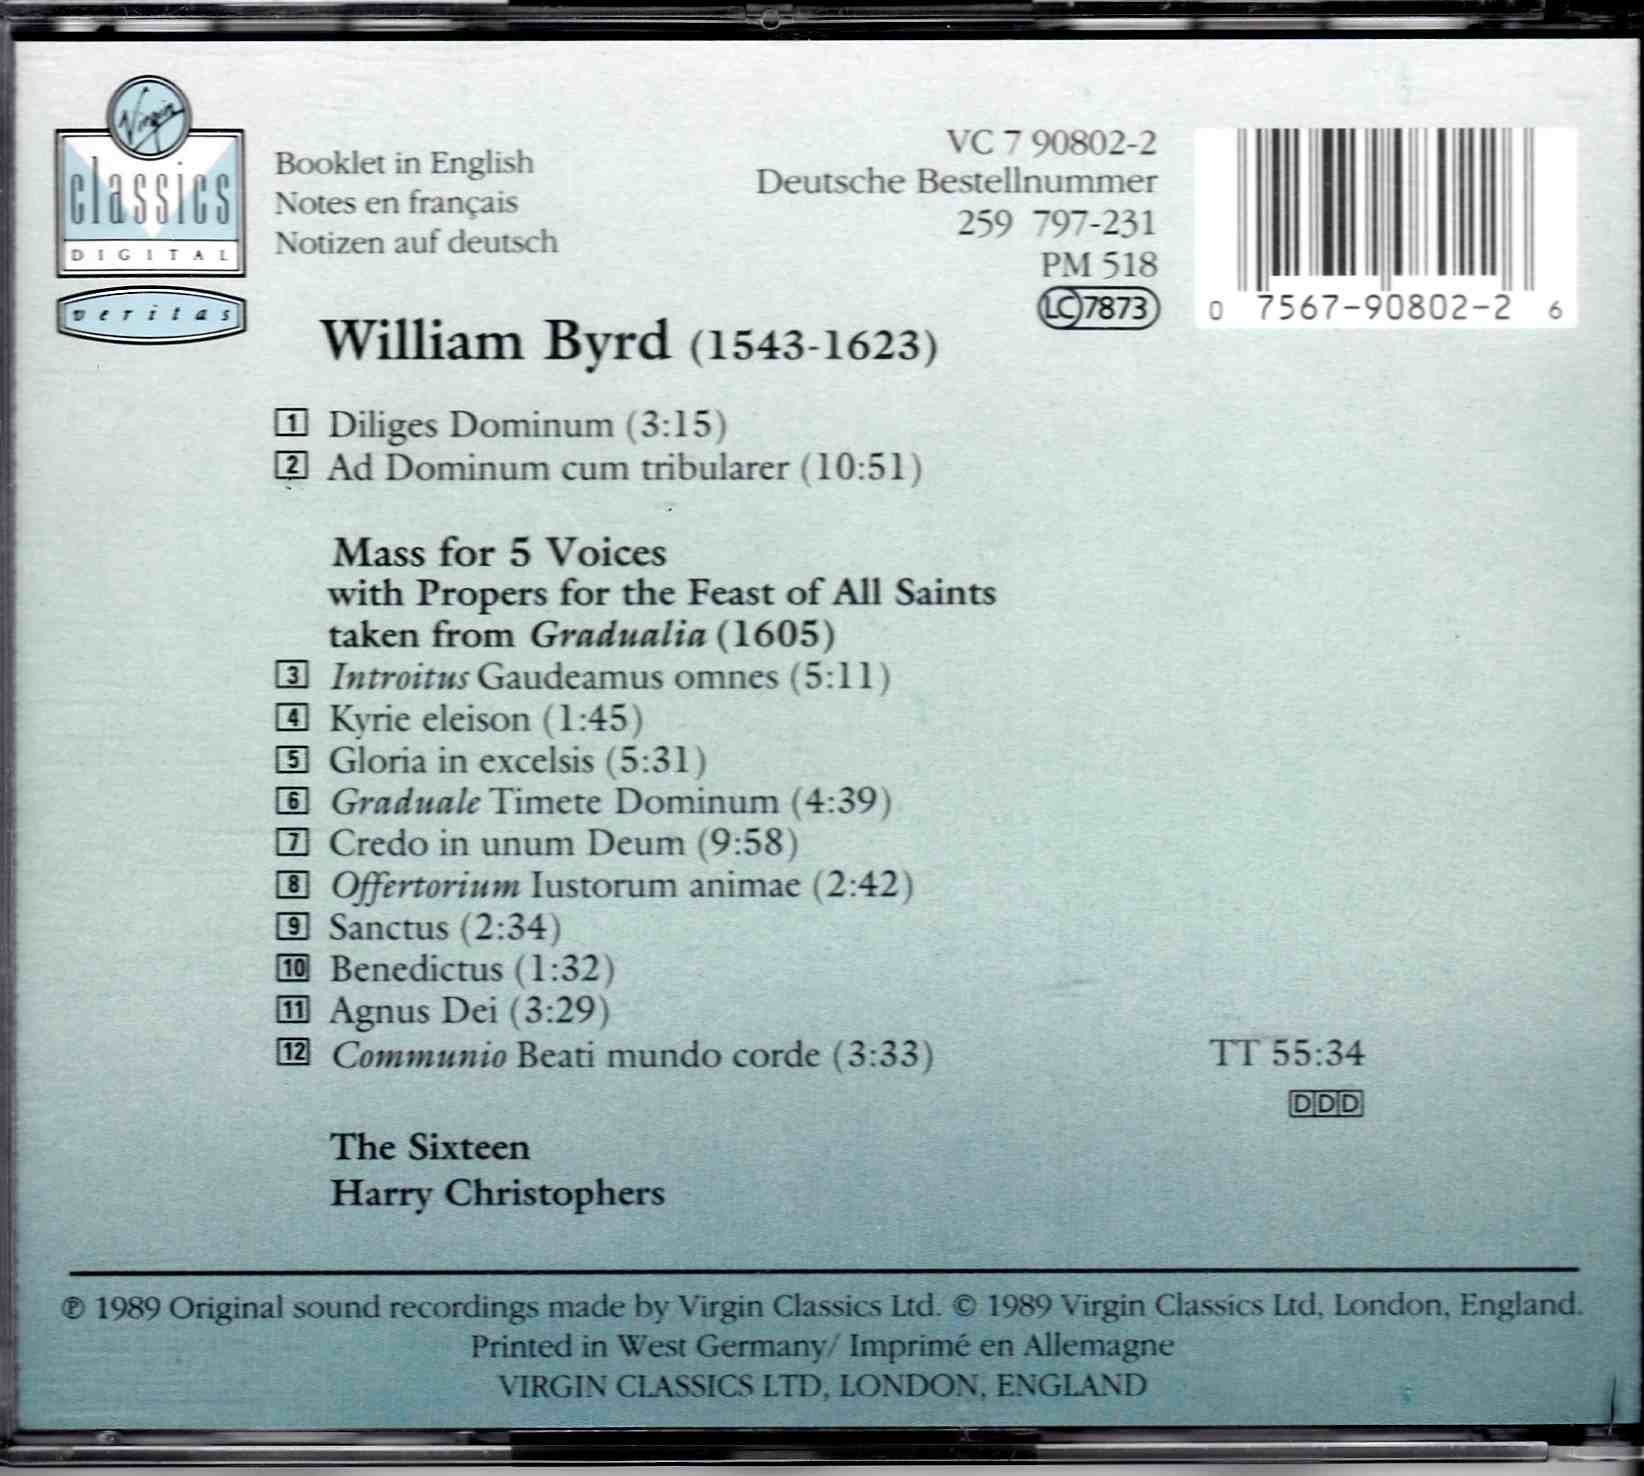 Virgin
classics
DIGITAL
veritas
Booklet in English
Notes en français
Notizen auf deutsch
VC 7 90802-2
Deutsche Bestellnummer
259 797-231
PM 518
LC 7873
0 7567-90802-2 6
William Byrd (1543-1623)
1 Diliges Dominum (3:15)
2 Ad Dominum cum tribularer (10:51)
Mass for 5 Voices
with Propers for the Feast of All Saints
taken from Gradualia (1605)
3 Introitus Gaudeamus omnes (5:11)
4 Kyrie eleison (1:45)
5 Gloria in excelsis (5:31)
6 Graduale Timete Dominum (4:39)
7 Credo in unum Deum (9:58)
8 Offertorium Iustorum animae (2:42)
9 Sanctus (2:34)
10 Benedictus (1:32)
11 Agnus Dei (3:29)
12 Communio Beati mundo corde (3:33)
TT 55:34
DDD
The Sixteen
Harry Christophers
℗ 1989 Original sound recordings made by Virgin Classics Ltd. © 1989 Virgin Classics Ltd, London, England.
Printed in West Germany/ Imprimé en Allemagne
VIRGIN CLASSICS LTD, LONDON, ENGLAND